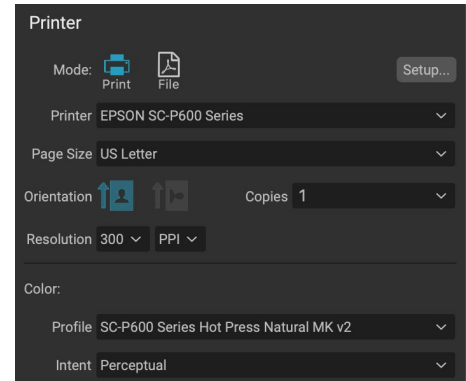 Printer
Mode: Print File Setup...
Printer EPSON SC-P600 Series
Page Size US Letter
Orientation Copies 1
Resolution 300 PPI
Color:
Profile SC-P600 Series Hot Press Natural MK v2
Intent Perceptual